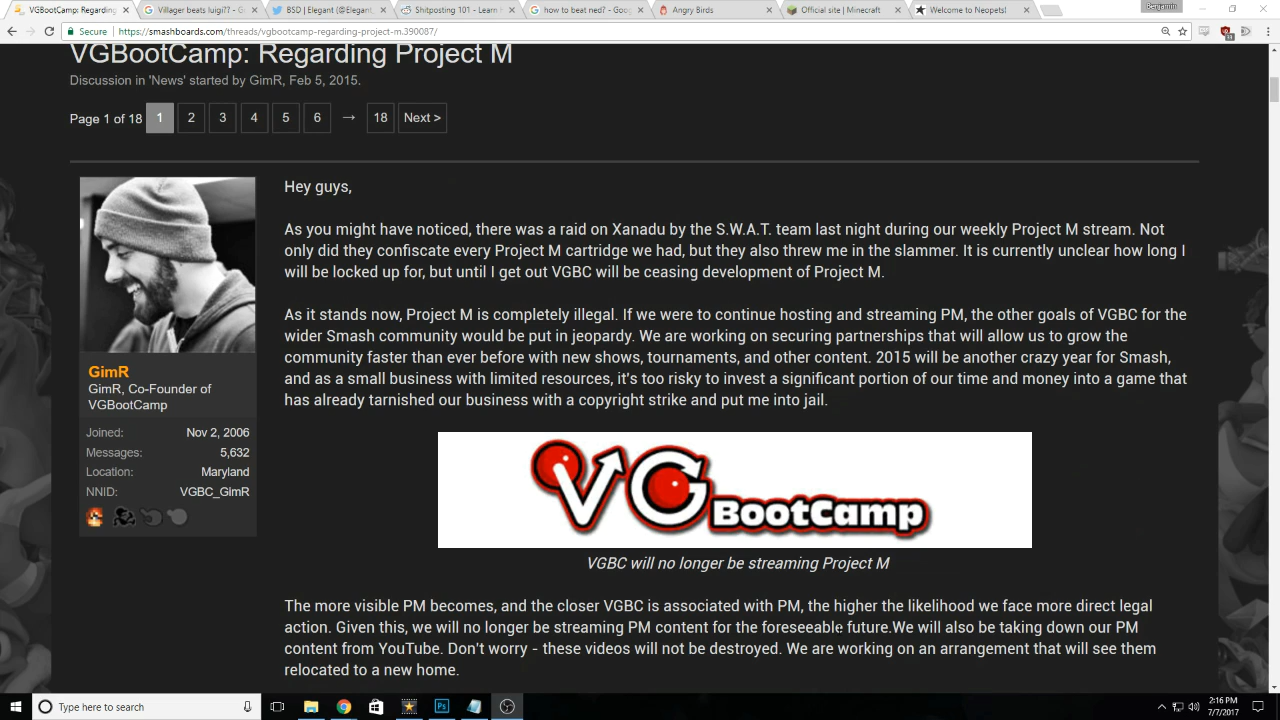 VGBootCamp: Regarding
Villager beats luigi?? - G
BSD | Elegant (@Elegant_
Shitposting 101 - Learn H
how to beat ned? - Goog
Angry Birds
Official site | Minecraft
Welcome to Neopets!
Benjamin
Secure
https://smashboards.com/threads/vgbootcamp-regarding-project-m.390087/
VGBootCamp: Regarding Project M
Discussion in 'News' started by GimR, Feb 5, 2015.
Page 1 of 18 1 2 3 4 5 6 → 18 Next >
Hey guys,
As you might have noticed, there was a raid on Xanadu by the S.W.A.T. team last night during our weekly Project M stream. Not
only did they confiscate every Project M cartridge we had, but they also threw me in the slammer. It is currently unclear how long I
will be locked up for, but until I get out VGBC will be ceasing development of Project M.
As it stands now, Project M is completely illegal. If we were to continue hosting and streaming PM, the other goals of VGBC for the
wider Smash community would be put in jeopardy. We are working on securing partnerships that will allow us to grow the
community faster than ever before with new shows, tournaments, and other content. 2015 will be another crazy year for Smash,
and as a small business with limited resources, it's too risky to invest a significant portion of our time and money into a game that
has already tarnished our business with a copyright strike and put me into jail.
GimR
GimR, Co-Founder of
VGBootCamp
Joined: Nov 2, 2006
Messages: 5,632
Location: Maryland
NNID: VGBC_GimR
VG BootCamp
VGBC will no longer be streaming Project M
The more visible PM becomes, and the closer VGBC is associated with PM, the higher the likelihood we face more direct legal
action. Given this, we will no longer be streaming PM content for the foreseeable future.We will also be taking down our PM
content from YouTube. Don't worry - these videos will not be destroyed. We are working on an arrangement that will see them
relocated to a new home.
Type here to search
Ps
2:16 PM
7/7/2017